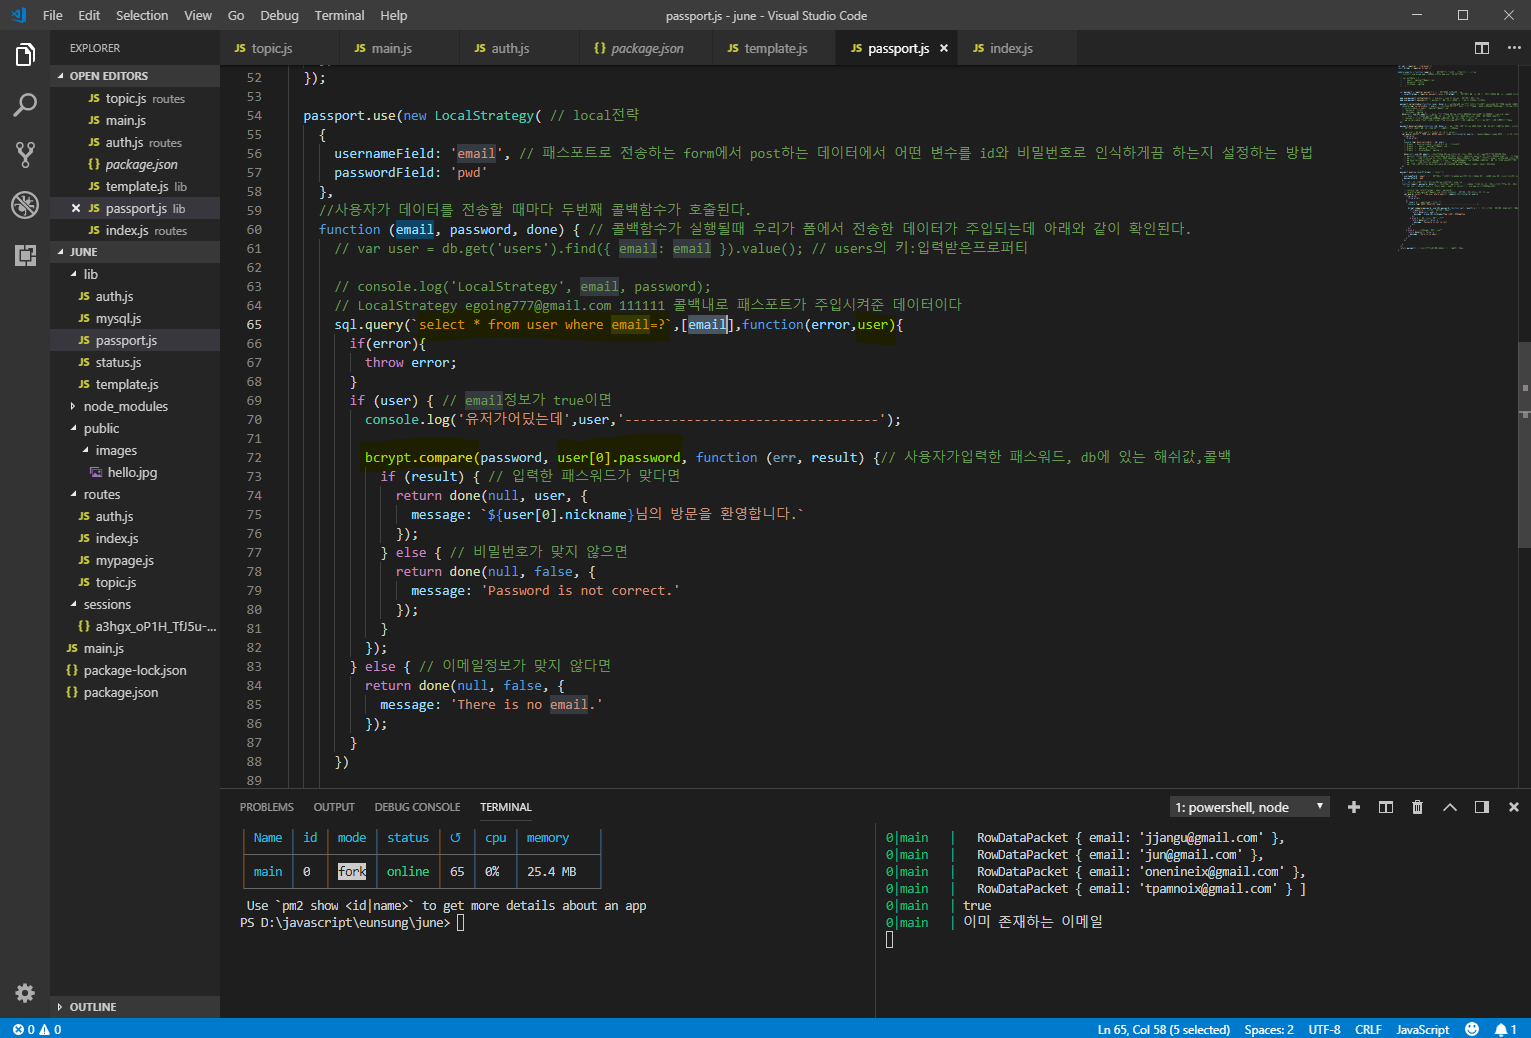 File Edit Selection View Go Debug Terminal Help
passport.js - june - Visual Studio Code
EXPLORER
OPEN EDITORS
JS topic.js routes
JS main.js
JS auth.js routes
{} package.json
JS template.js lib
JS passport.js lib
JS index.js routes
JUNE
lib
JS auth.js
JS mysql.js
JS passport.js
JS status.js
JS template.js
node_modules
public
images
hello.jpg
routes
JS auth.js
JS index.js
JS mypage.js
JS topic.js
sessions
{} a3hgx_oP1H_TfJ5u-...
JS main.js
{} package-lock.json
{} package.json
OUTLINE
JS topic.js JS main.js JS auth.js {} package.json JS template.js JS passport.js JS index.js
52 });
53
54 passport.use(new LocalStrategy( // local전략
55 {
56 usernameField: 'email', // 패스포트로 전송하는 form에서 post하는 데이터에서 어떤 변수를 id와 비밀번호로 인식하게끔 하는지 설정하는 방법
57 passwordField: 'pwd'
58 },
59 //사용자가 데이터를 전송할 때마다 두번째 콜백함수가 호출된다.
60 function (email, password, done) { // 콜백함수가 실행될때 우리가 폼에서 전송한 데이터가 주입되는데 아래와 같이 확인된다.
61 // var user = db.get('users').find({ email: email }).value(); // users의 키:입력받은프로퍼티
62
63 // console.log('LocalStrategy', email, password);
64 // LocalStrategy egoing777@gmail.com 111111 콜백내로 패스포트가 주입시켜준 데이터이다
65 sql.query(`select * from user where email=?`,[email],function(error,user){
66 if(error){
67 throw error;
68 }
69 if (user) { // email정보가 true이면
70 console.log('유저가어딨는데',user,'---------------------------------');
71
72 bcrypt.compare(password, user[0].password, function (err, result) {// 사용자가입력한 패스워드, db에 있는 해쉬값,콜백
73 if (result) { // 입력한 패스워드가 맞다면
74 return done(null, user, {
75 message: `${user[0].nickname}님의 방문을 환영합니다.`
76 });
77 } else { // 비밀번호가 맞지 않으면
78 return done(null, false, {
79 message: 'Password is not correct.'
80 });
81 }
82 });
83 } else { // 이메일정보가 맞지 않다면
84 return done(null, false, {
85 message: 'There is no email.'
86 });
87 }
88 })
89
PROBLEMS OUTPUT DEBUG CONSOLE TERMINAL
1: powershell, node
Name id mode status ↺ cpu memory
main 0 fork online 65 0% 25.4 MB
Use `pm2 show <id|name>` to get more details about an app
PS D:\javascript\eunsung\june>
0|main | RowDataPacket { email: 'jjangu@gmail.com' },
0|main | RowDataPacket { email: 'jun@gmail.com' },
0|main | RowDataPacket { email: 'onenineix@gmail.com' },
0|main | RowDataPacket { email: 'tpamnoix@gmail.com' } ]
0|main | true
0|main | 이미 존재하는 이메일
0 0
Ln 65, Col 58 (5 selected) Spaces: 2 UTF-8 CRLF JavaScript 1